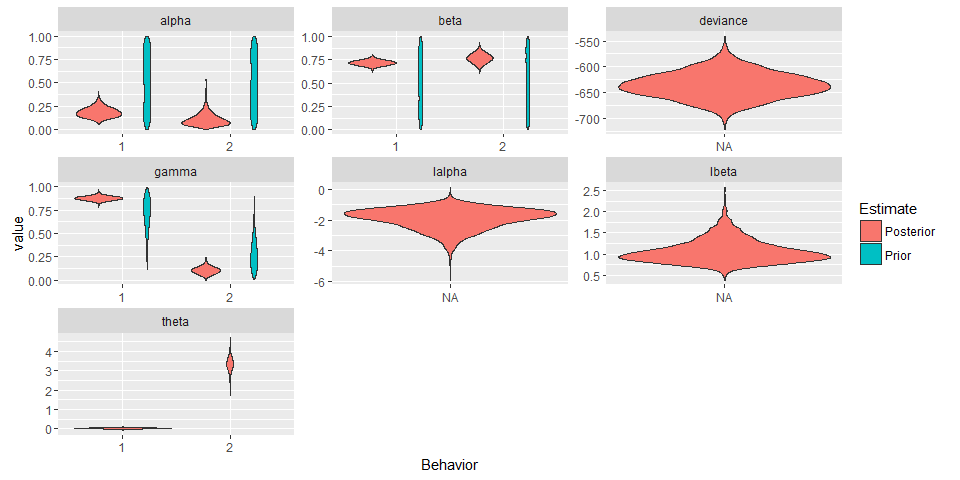 alpha
beta
deviance
1.00
0.75
0.50
0.25
0.00
1
2
1.00
0.75
0.50
0.25
0.00
1
2
-550
-600
-650
-700
NA
gamma
lalpha
lbeta
1.00
0.75
0.50
0.25
0.00
1
2
0
-2
-4
-6
NA
2.5
2.0
1.5
1.0
0.5
NA
theta
4
3
2
1
0
1
2
value
Behavior
Estimate
Posterior
Prior